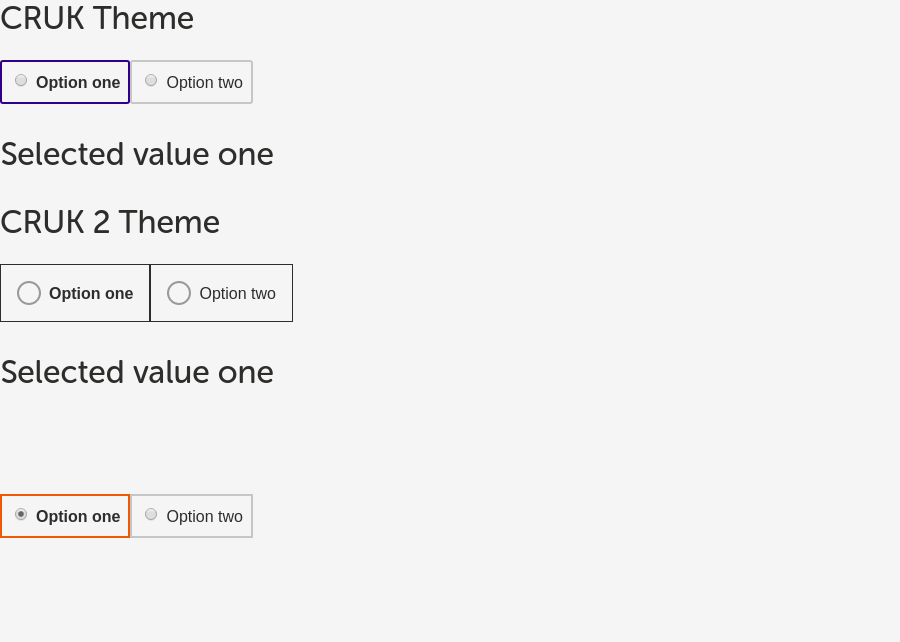 CRUK Theme
Option one Option two
Selected value one
CRUK 2 Theme
Option one Option two
Selected value one
Option one Option two